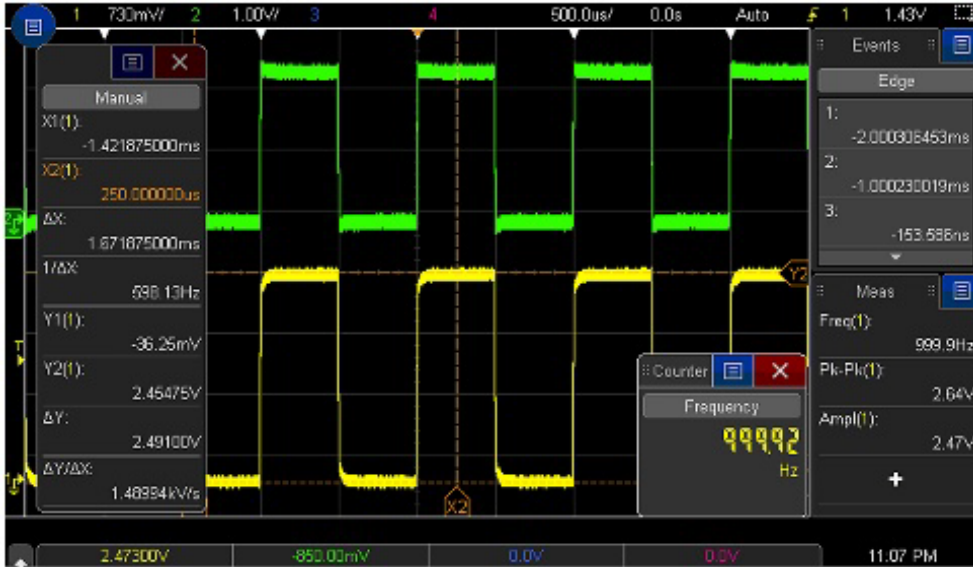 1 730mV/ 2 1.00V/ 3 4 500.0us/ 0.0s Auto 1 1.43V
Manual
X1(1):
-1.421875000ms
X2(1):
250.000000us
ΔX:
1.671875000ms
1/ΔX:
598.13Hz
Y1(1):
-36.25mV
Y2(1):
2.45475V
ΔY:
2.49100V
ΔY/ΔX:
1.48994kV/s
2
T
1
Y2
X2
Counter
Frequency
999.92
Hz
Events
Edge
1:
-2.000306453ms
2:
-1.000230019ms
3:
-153.586ns
Meas
Freq(1):
999.9Hz
Pk-Pk(1):
2.64V
Ampl(1):
2.47V
+
2.47300V -850.00mV 0.0V 0.0V 11:07 PM